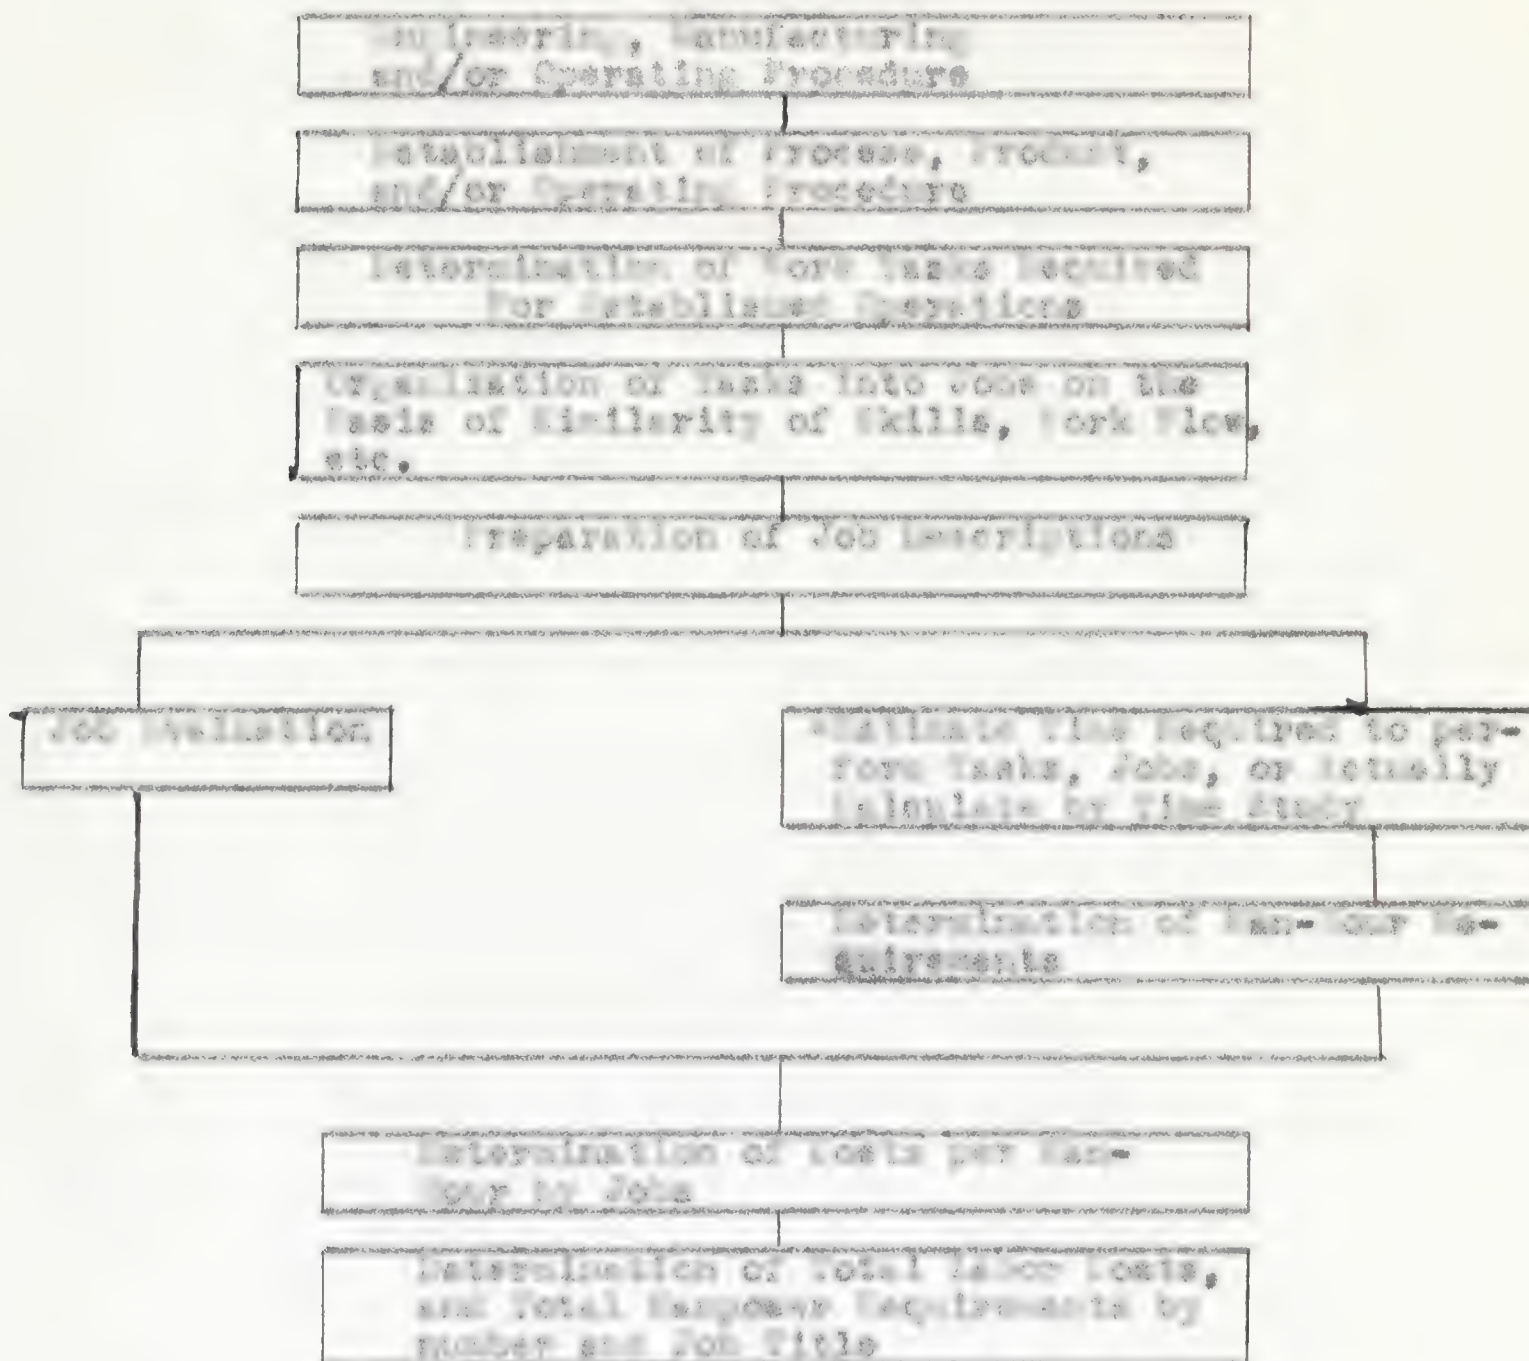 Engineering, Manufacturing
and/or Operating Procedure
Establishment of Process, Product,
and/or Operating Procedure
Determination of Work Tasks Required
For Established Operations
Organization of Tasks into Jobs on the
Basis of Similarity of Skills, Work Flow,
etc.
Preparation of Job Descriptions
Job Evaluation
*Estimate Time Required to per-
form Tasks, Jobs, or Actually
Calculate by Time Study
Determination of Man-Hour Re-
quirements
Determination of Costs per Man-
Hour by Jobs
Determination of Total Labor Costs,
and Total Manpower Requirements by
number and Job Title